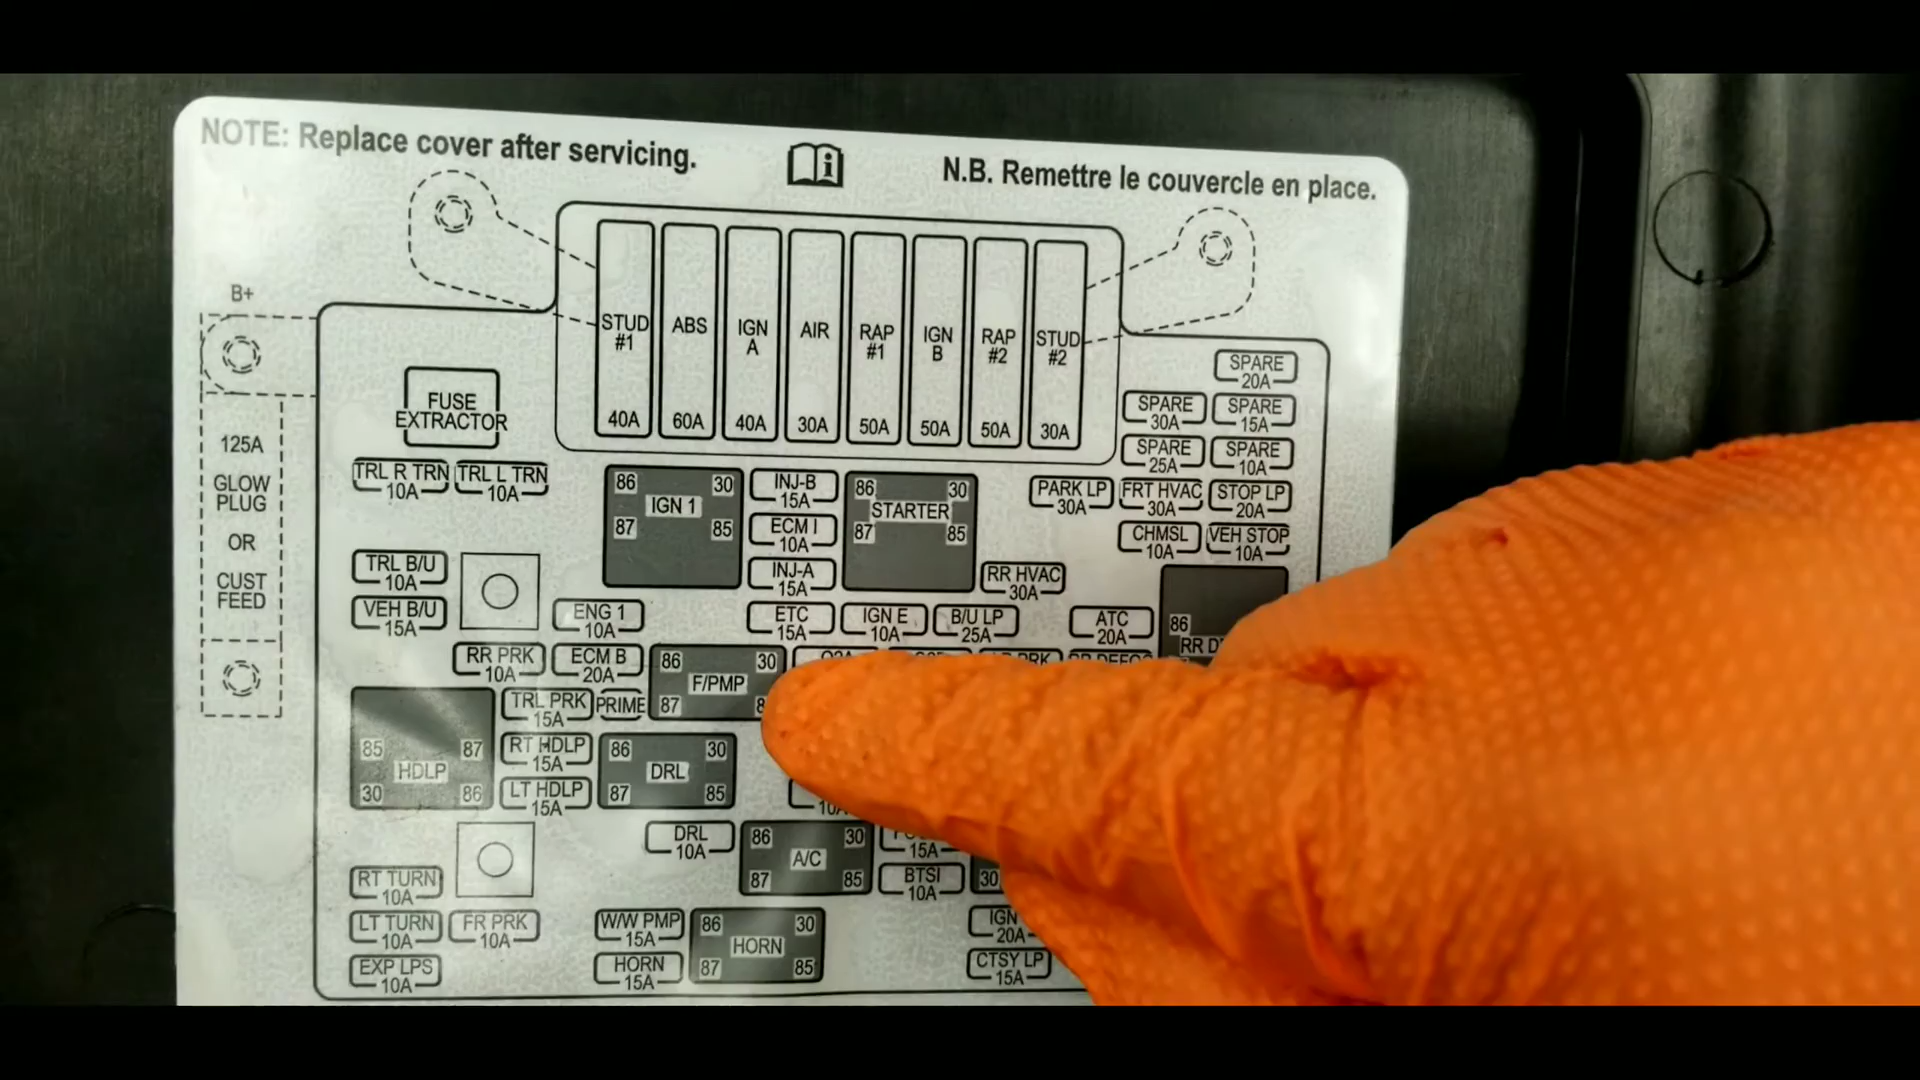 NOTE: Replace cover after servicing.
N.B. Remettre le couvercle en place.
B+
125A
GLOW
PLUG
OR
CUST
FEED
STUD
#1
40A
ABS
60A
IGN
A
40A
AIR
30A
RAP
#1
50A
IGN
B
50A
RAP
#2
50A
STUD
#2
30A
SPARE
20A
SPARE
30A
SPARE
15A
SPARE
25A
SPARE
10A
FUSE
EXTRACTOR
TRL R TRN
10A
TRL L TRN
10A
86 30
IGN 1
87 85
INJ-B
15A
ECM I
10A
INJ-A
15A
86 30
STARTER
87 85
PARK LP
30A
FRT HVAC
30A
STOP LP
20A
CHMSL
10A
VEH STOP
10A
RR HVAC
30A
TRL B/U
10A
VEH B/U
15A
ENG 1
10A
ETC
15A
IGN E
10A
B/U LP
25A
ATC
20A
86
RR
RR PRK
10A
ECM B
20A
86 30
F/PMP
87
PRK
RR DEFOG
TRL PRK
15A
PRIME
85 87
HDLP
30 86
RT HDLP
15A
86 30
DRL
87 85
LT HDLP
15A
10A
DRL
10A
86 30
A/C
87 85
15A
BTSI
10A
30
RT TURN
10A
LT TURN
10A
FR PRK
10A
W/W PMP
15A
86 30
HORN
87 85
IGN
20A
EXP LPS
10A
HORN
15A
CTSY LP
15A